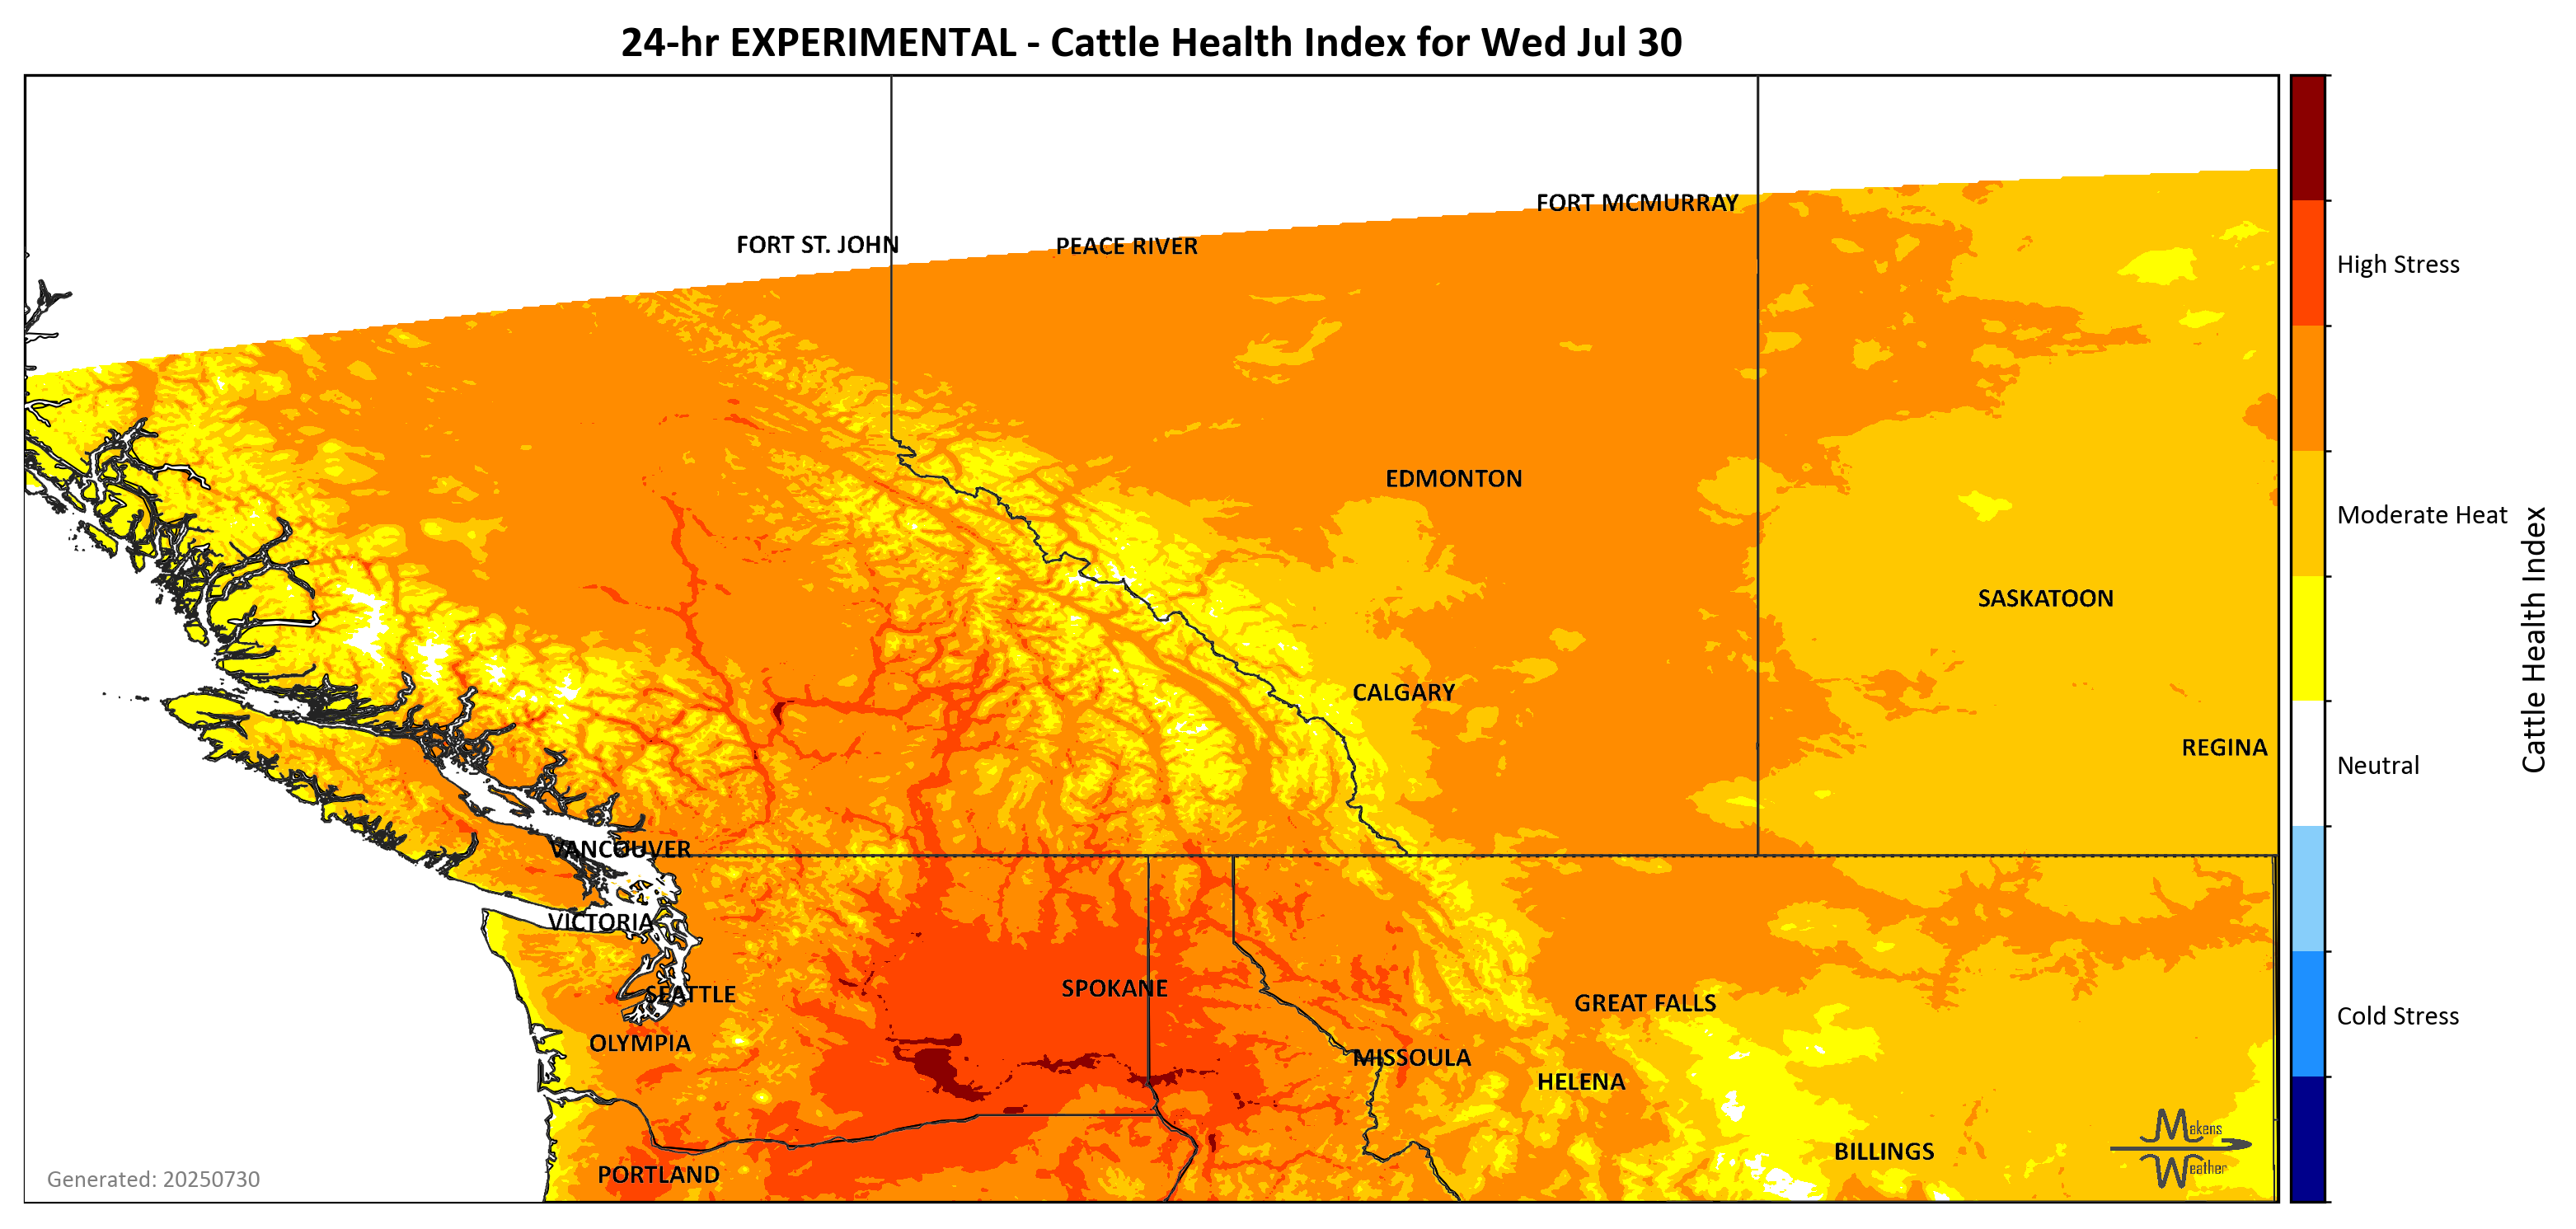 24-hr EXPERIMENTAL - Cattle Health Index for Wed Jul 30
FORT MCMURRAY
FORT ST. JOHN
PEACE RIVER
High Stress
EDMONTON
Moderate Heat
SASKATOON
CALGARY
REGINA
Neutral
Cattle Health Index
VANCOUVER
VICTORIA
SPOKANE
SEATTLE
GREAT FALLS
Cold Stress
OLYMPIA
MISSOULA
HELENA
Makens
Weather
BILLINGS
PORTLAND
Generated: 20250730